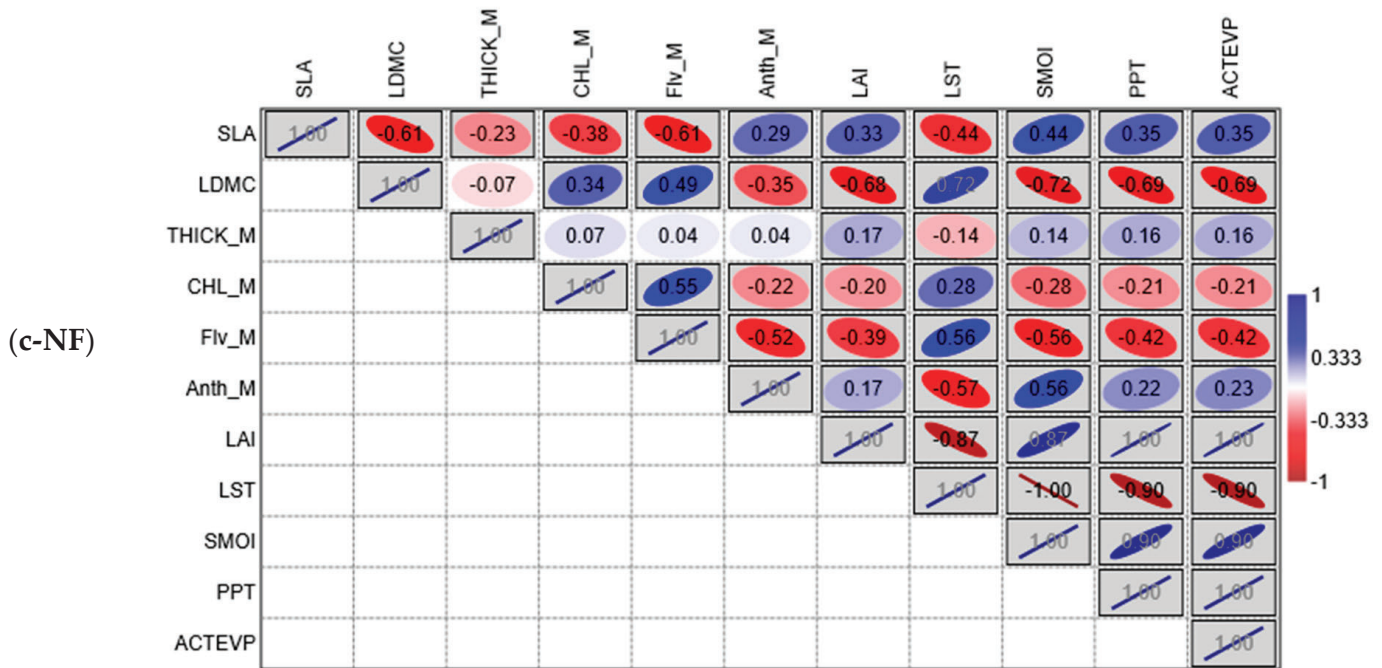 SLA LDMC THICK_M CHL_M Flv_M Anth_M LAI LST SMOI PPT ACTEVP
SLA 1.00 -0.61 -0.23 -0.38 -0.61 0.29 0.33 -0.44 0.44 0.35 0.35
LDMC 1.00 -0.07 0.34 0.49 -0.35 -0.68 0.72 -0.72 -0.69 -0.69
THICK_M 1.00 0.07 0.04 0.04 0.17 -0.14 0.14 0.16 0.16
CHL_M 1.00 0.55 -0.22 -0.20 0.28 -0.28 -0.21 -0.21
1
(c-NF)
Flv_M 1.00 -0.52 -0.39 0.56 -0.56 -0.42 -0.42
0.333
Anth_M 1.00 0.17 -0.57 0.56 0.22 0.23
-0.333
LAI 1.00 -0.87 0.87 1.00 1.00
-1
LST 1.00 -1.00 -0.90 -0.90
SMOI 1.00 0.90 0.90
PPT 1.00 1.00
ACTEVP 1.00